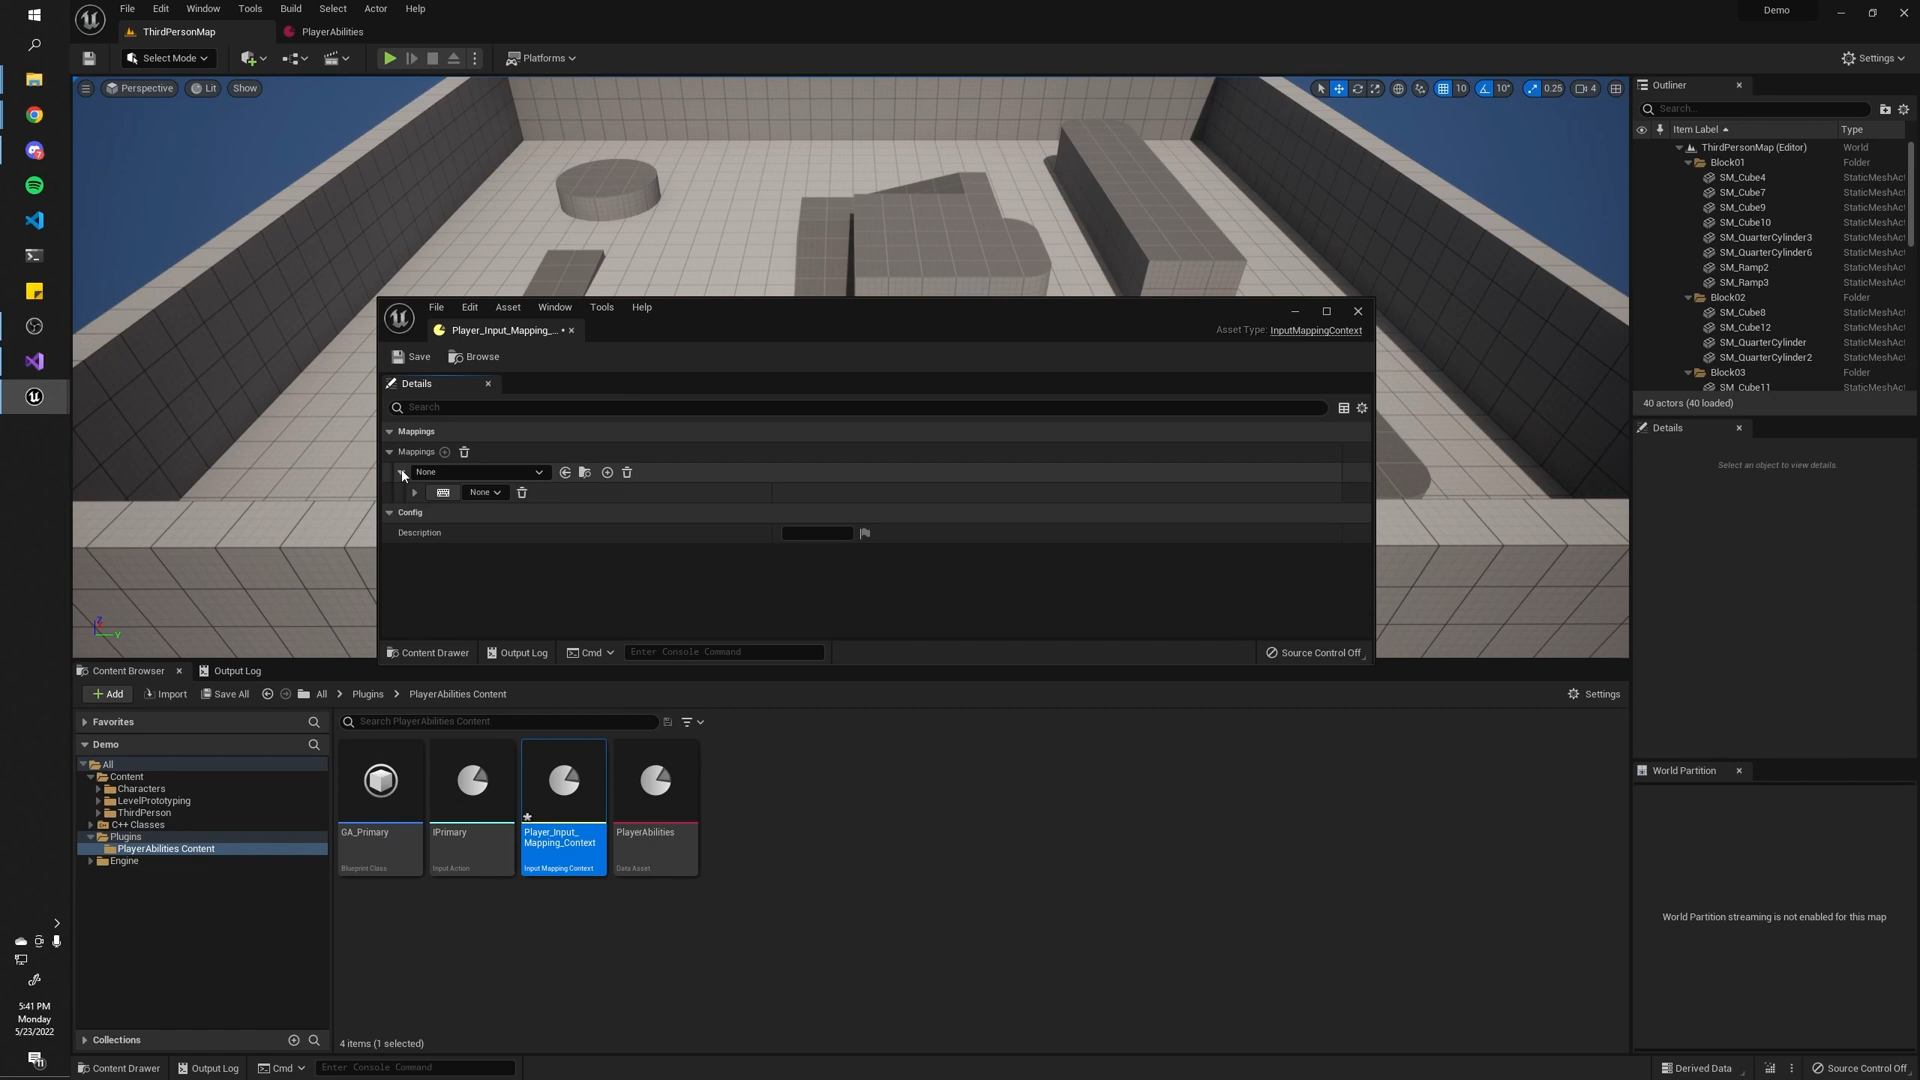 File Edit Window Tools Build Select Actor Help
Demo
ThirdPersonMap PlayerAbilities
Select Mode Platforms Settings
Perspective Lit Show 10 10° 0.25 4
Outliner
Search...
Item Label Type
ThirdPersonMap (Editor) World
Block01 Folder
SM_Cube4 StaticMeshAct
SM_Cube7 StaticMeshAct
SM_Cube9 StaticMeshAct
SM_Cube10 StaticMeshAct
SM_QuarterCylinder3 StaticMeshAct
SM_QuarterCylinder6 StaticMeshAct
SM_Ramp2 StaticMeshAct
SM_Ramp3 StaticMeshAct
Block02 Folder
SM_Cube8 StaticMeshAct
SM_Cube12 StaticMeshAct
SM_QuarterCylinder StaticMeshAct
SM_QuarterCylinder2 StaticMeshAct
Block03 Folder
SM_Cube11 StaticMeshAct
40 actors (40 loaded)
Details
Select an object to view details.
World Partition
World Partition streaming is not enabled for this map
File Edit Asset Window Tools Help
Player_Input_Mapping_... •
Asset Type: InputMappingContext
Save Browse
Details
Search
Mappings
Mappings
None
None
Config
Description
Content Drawer Output Log Cmd Enter Console Command Source Control Off
Z
Y
Content Browser Output Log
Add Import Save All All Plugins PlayerAbilities Content Settings
Favorites
Demo
All
Content
Characters
LevelPrototyping
ThirdPerson
C++ Classes
Plugins
PlayerAbilities Content
Engine
Collections
Search PlayerAbilities Content
GA_Primary
Blueprint Class
IPrimary
Input Action
Player_Input_
Mapping_Context
Input Mapping Context
PlayerAbilities
Data Asset
4 items (1 selected)
5:41 PM
Monday
5/23/2022
Content Drawer Output Log Cmd Enter Console Command Derived Data Source Control Off